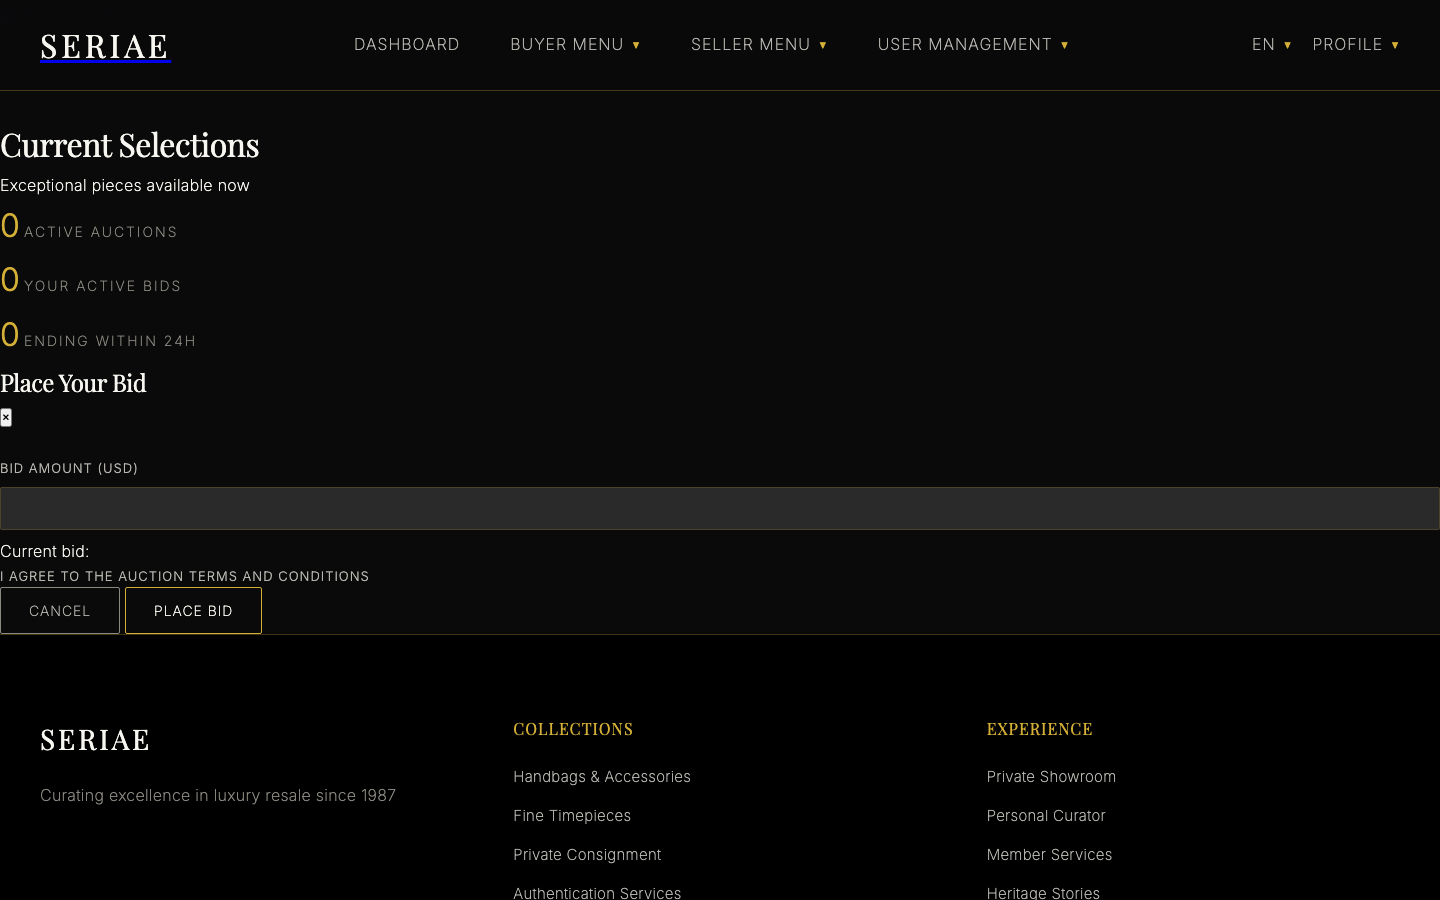 SERIAE
DASHBOARD
BUYER MENU ▼
SELLER MENU ▼
USER MANAGEMENT ▼
EN ▼
PROFILE ▼
Current Selections
Exceptional pieces available now
0 ACTIVE AUCTIONS
0 YOUR ACTIVE BIDS
0 ENDING WITHIN 24H
Place Your Bid
×
BID AMOUNT (USD)
Current bid:
I AGREE TO THE AUCTION TERMS AND CONDITIONS
CANCEL
PLACE BID
SERIAE
Curating excellence in luxury resale since 1987
COLLECTIONS
Handbags & Accessories
Fine Timepieces
Private Consignment
Authentication Services
EXPERIENCE
Private Showroom
Personal Curator
Member Services
Heritage Stories